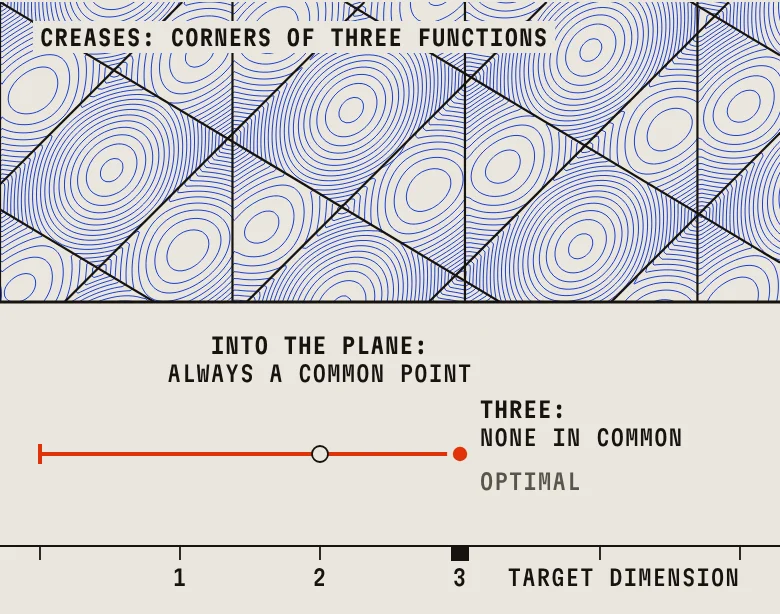 CREASES: CORNERS OF THREE FUNCTIONS
INTO THE PLANE:
ALWAYS A COMMON POINT
THREE:
NONE IN COMMON
OPTIMAL
1 2 3 TARGET DIMENSION